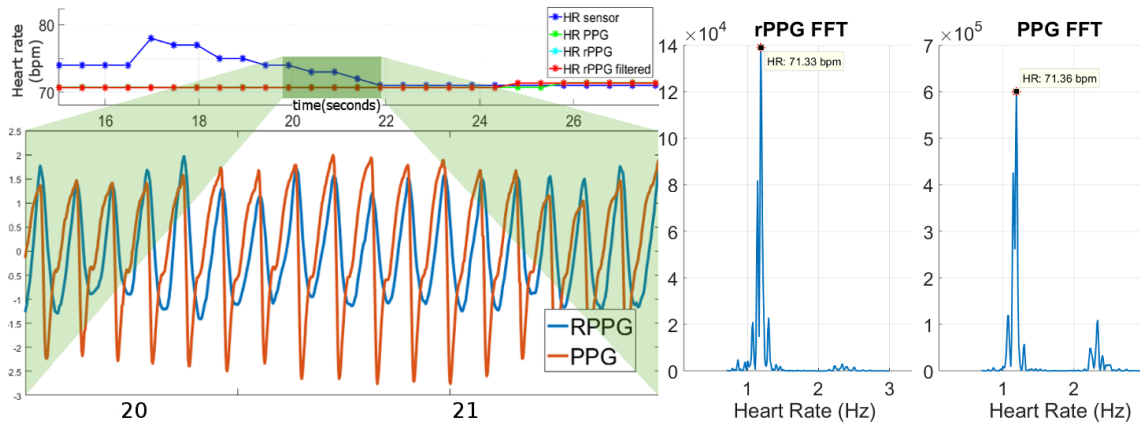 80
70
Heart rate
(bpm)
HR sensor
HR PPG
HR rPPG
HR rPPG filtered
time(seconds)
16 18 20 22 24 26
2.5
2
1.5
1
0.5
0
-0.5
-1
-1.5
-2
-2.5
-3
RPPG
PPG
20 21
rPPG FFT
×10⁴
14
12
10
8
6
4
2
0
HR: 71.33 bpm
1 2 3
Heart Rate (Hz)
PPG FFT
×10⁵
7
6
5
4
3
2
1
0
HR: 71.36 bpm
1 2
Heart Rate (Hz)